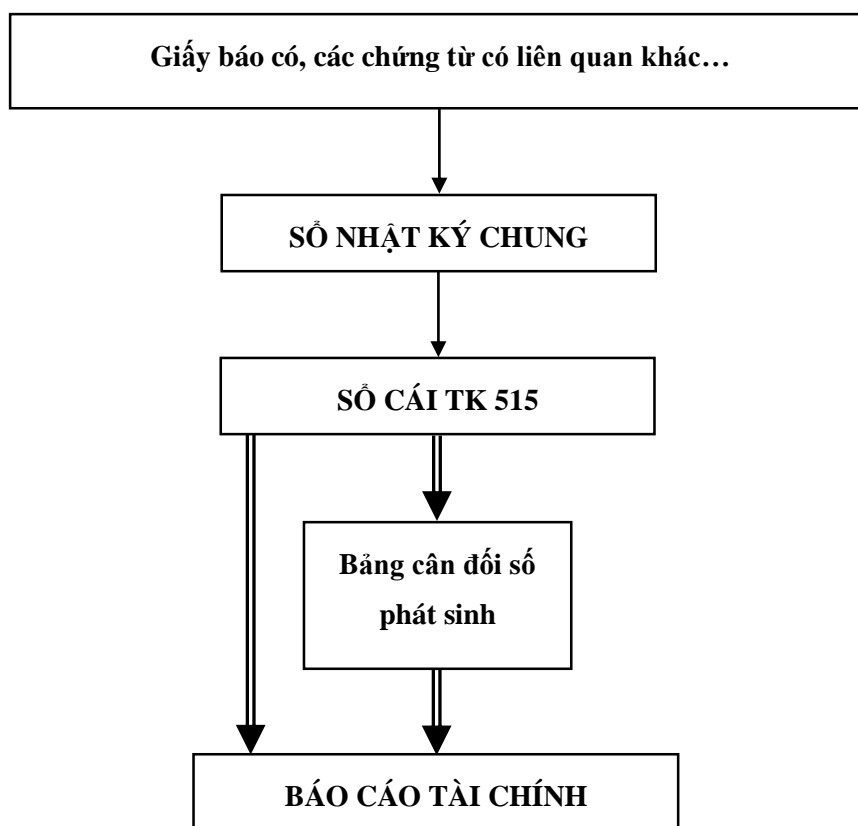 Giấy báo có, các chứng từ có liên quan khác…
SỔ NHẬT KÝ CHUNG
SỔ CÁI TK 515
Bảng cân đối số
phát sinh
BÁO CÁO TÀI CHÍNH